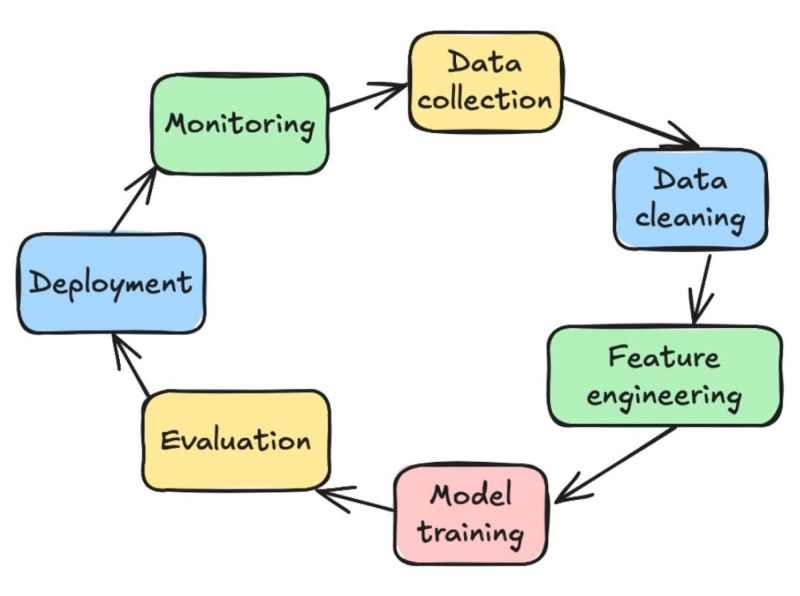 Data
collection
Monitoring
Data
cleaning
Deployment
Feature
engineering
Evaluation
Model
training